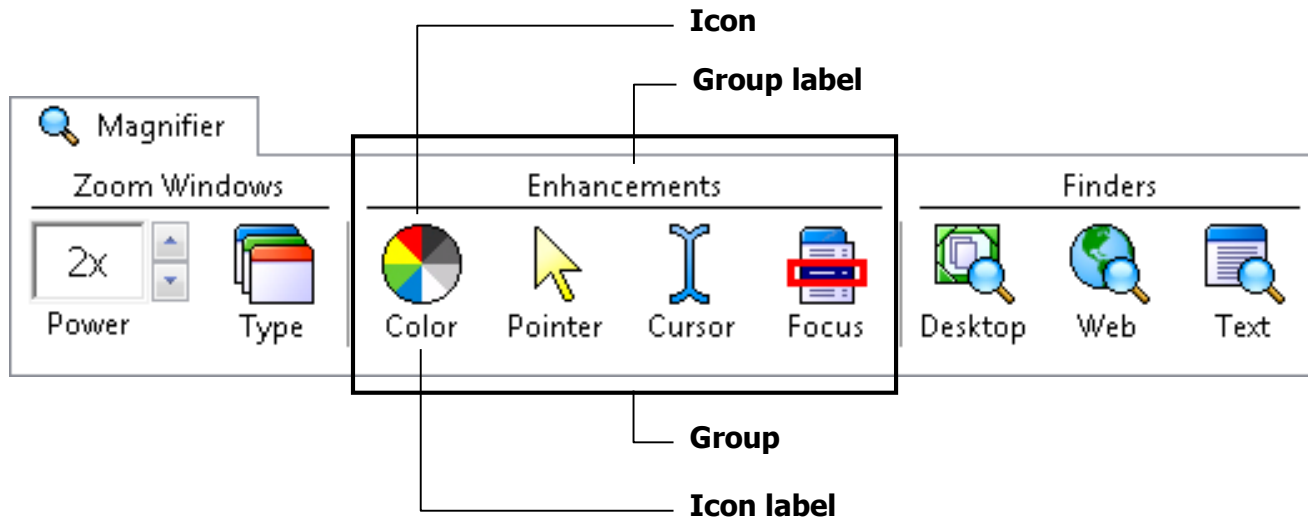 Icon
Group label
Magnifier
Zoom Windows Enhancements Finders
2x
Power Type Color Pointer Cursor Focus Desktop Web Text
Group
Icon label